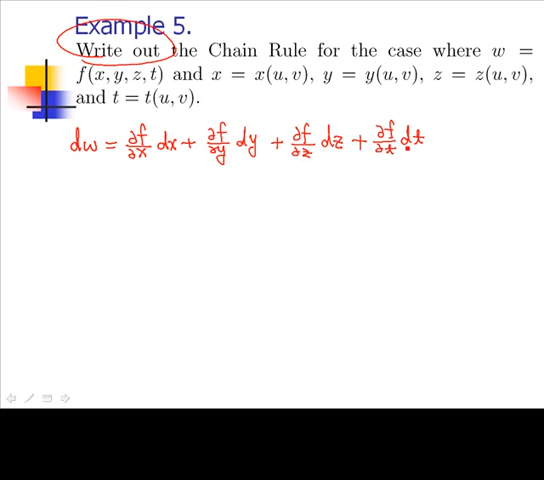 Example 5.
Write out the Chain Rule for the case where w =
f(x, y, z, t) and x = x(u, v), y = y(u, v), z = z(u, v),
and t = t(u, v).
dw = ∂f/∂x dx + ∂f/∂y dy + ∂f/∂z dz + ∂f/∂t dt